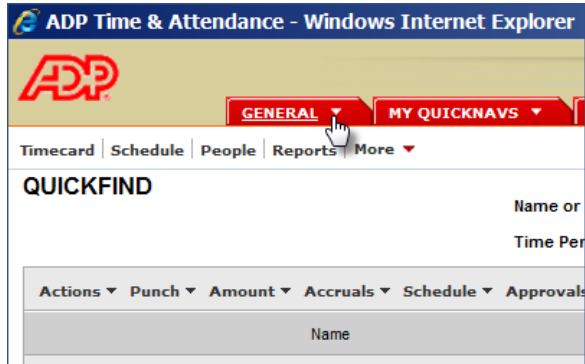 ADP Time & Attendance - Windows Internet Explorer
ADP
GENERAL MY QUICKNAVS
Timecard Schedule People Reports More
QUICKFIND
Name or
Time Per
Actions Punch Amount Accruals Schedule Approvals
Name